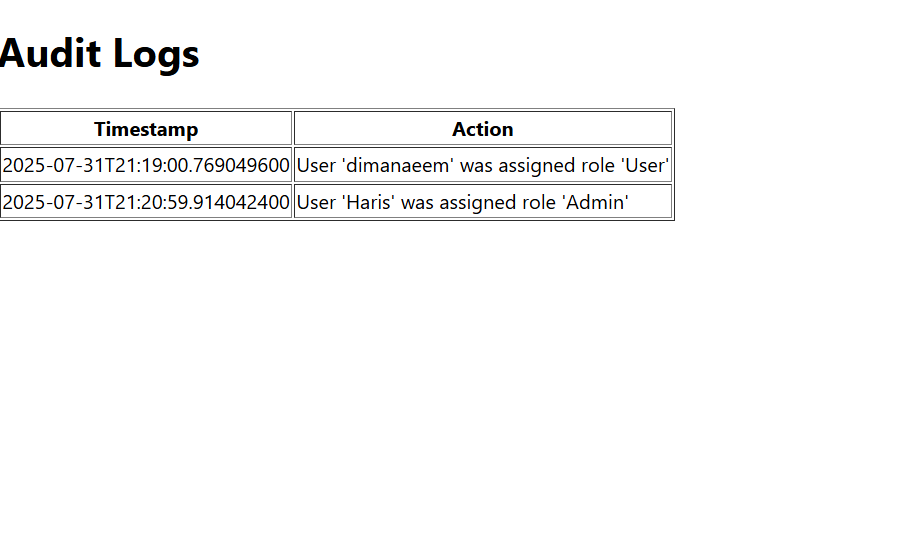 Audit Logs
Timestamp Action
2025-07-31T21:19:00.769049600 User 'dimanaeem' was assigned role 'User'
2025-07-31T21:20:59.914042400 User 'Haris' was assigned role 'Admin'